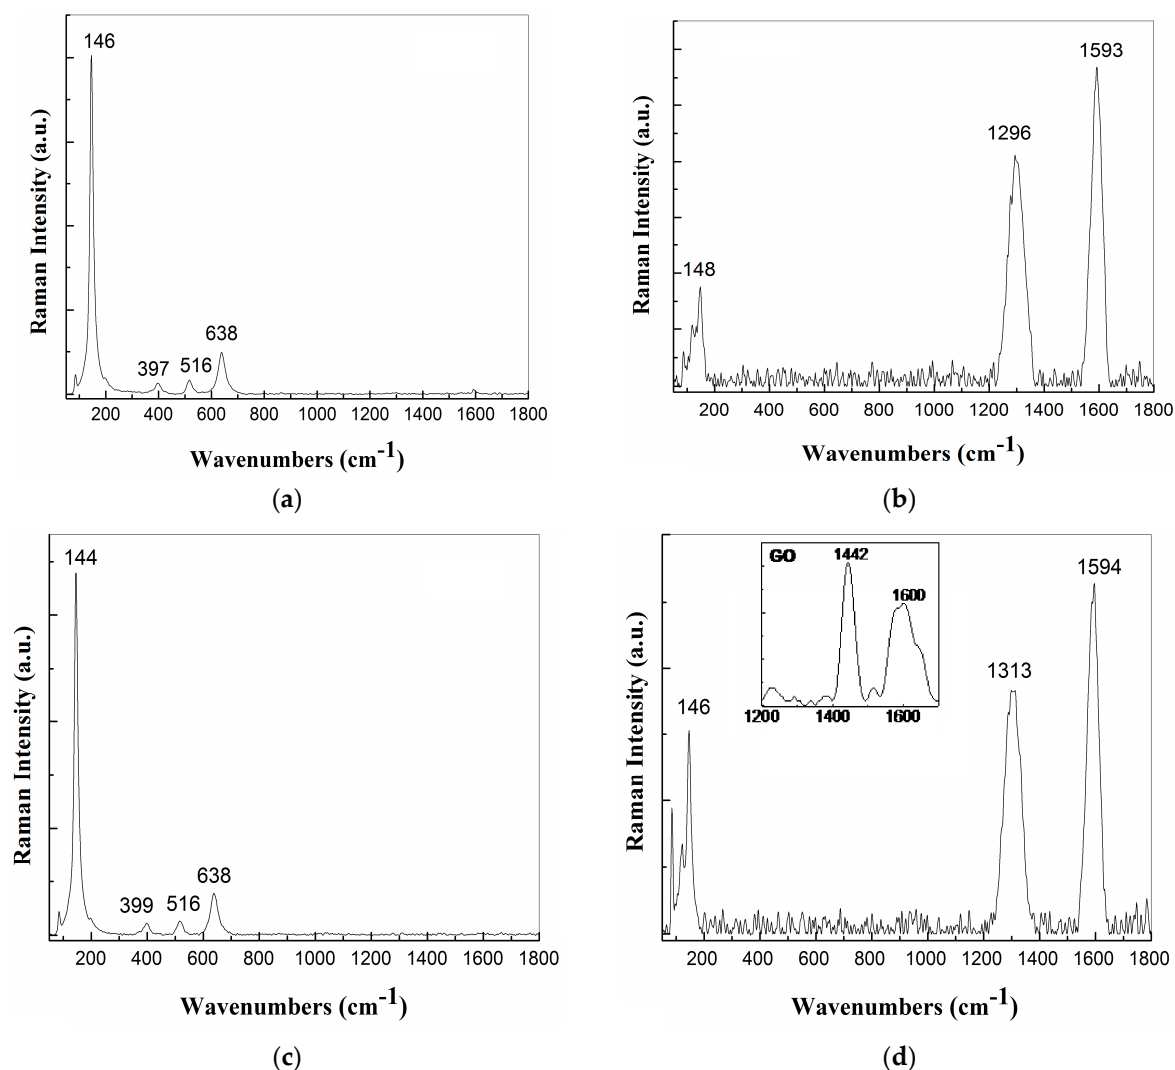 146
397
516
638
Raman Intensity (a.u.)
200 400 600 800 1000 1200 1400 1600 1800
Wavenumbers (cm-1)
(a)
1593
1296
148
Raman Intensity (a.u.)
200 400 600 800 1000 1200 1400 1600 1800
Wavenumbers (cm-1)
(b)
144
399
516
638
Raman Intensity (a.u.)
200 400 600 800 1000 1200 1400 1600 1800
Wavenumbers (cm-1)
(c)
GO
1442
1600
1200 1400 1600
1594
1313
146
Raman Intensity (a.u.)
200 400 600 800 1000 1200 1400 1600 1800
Wavenumbers (cm-1)
(d)